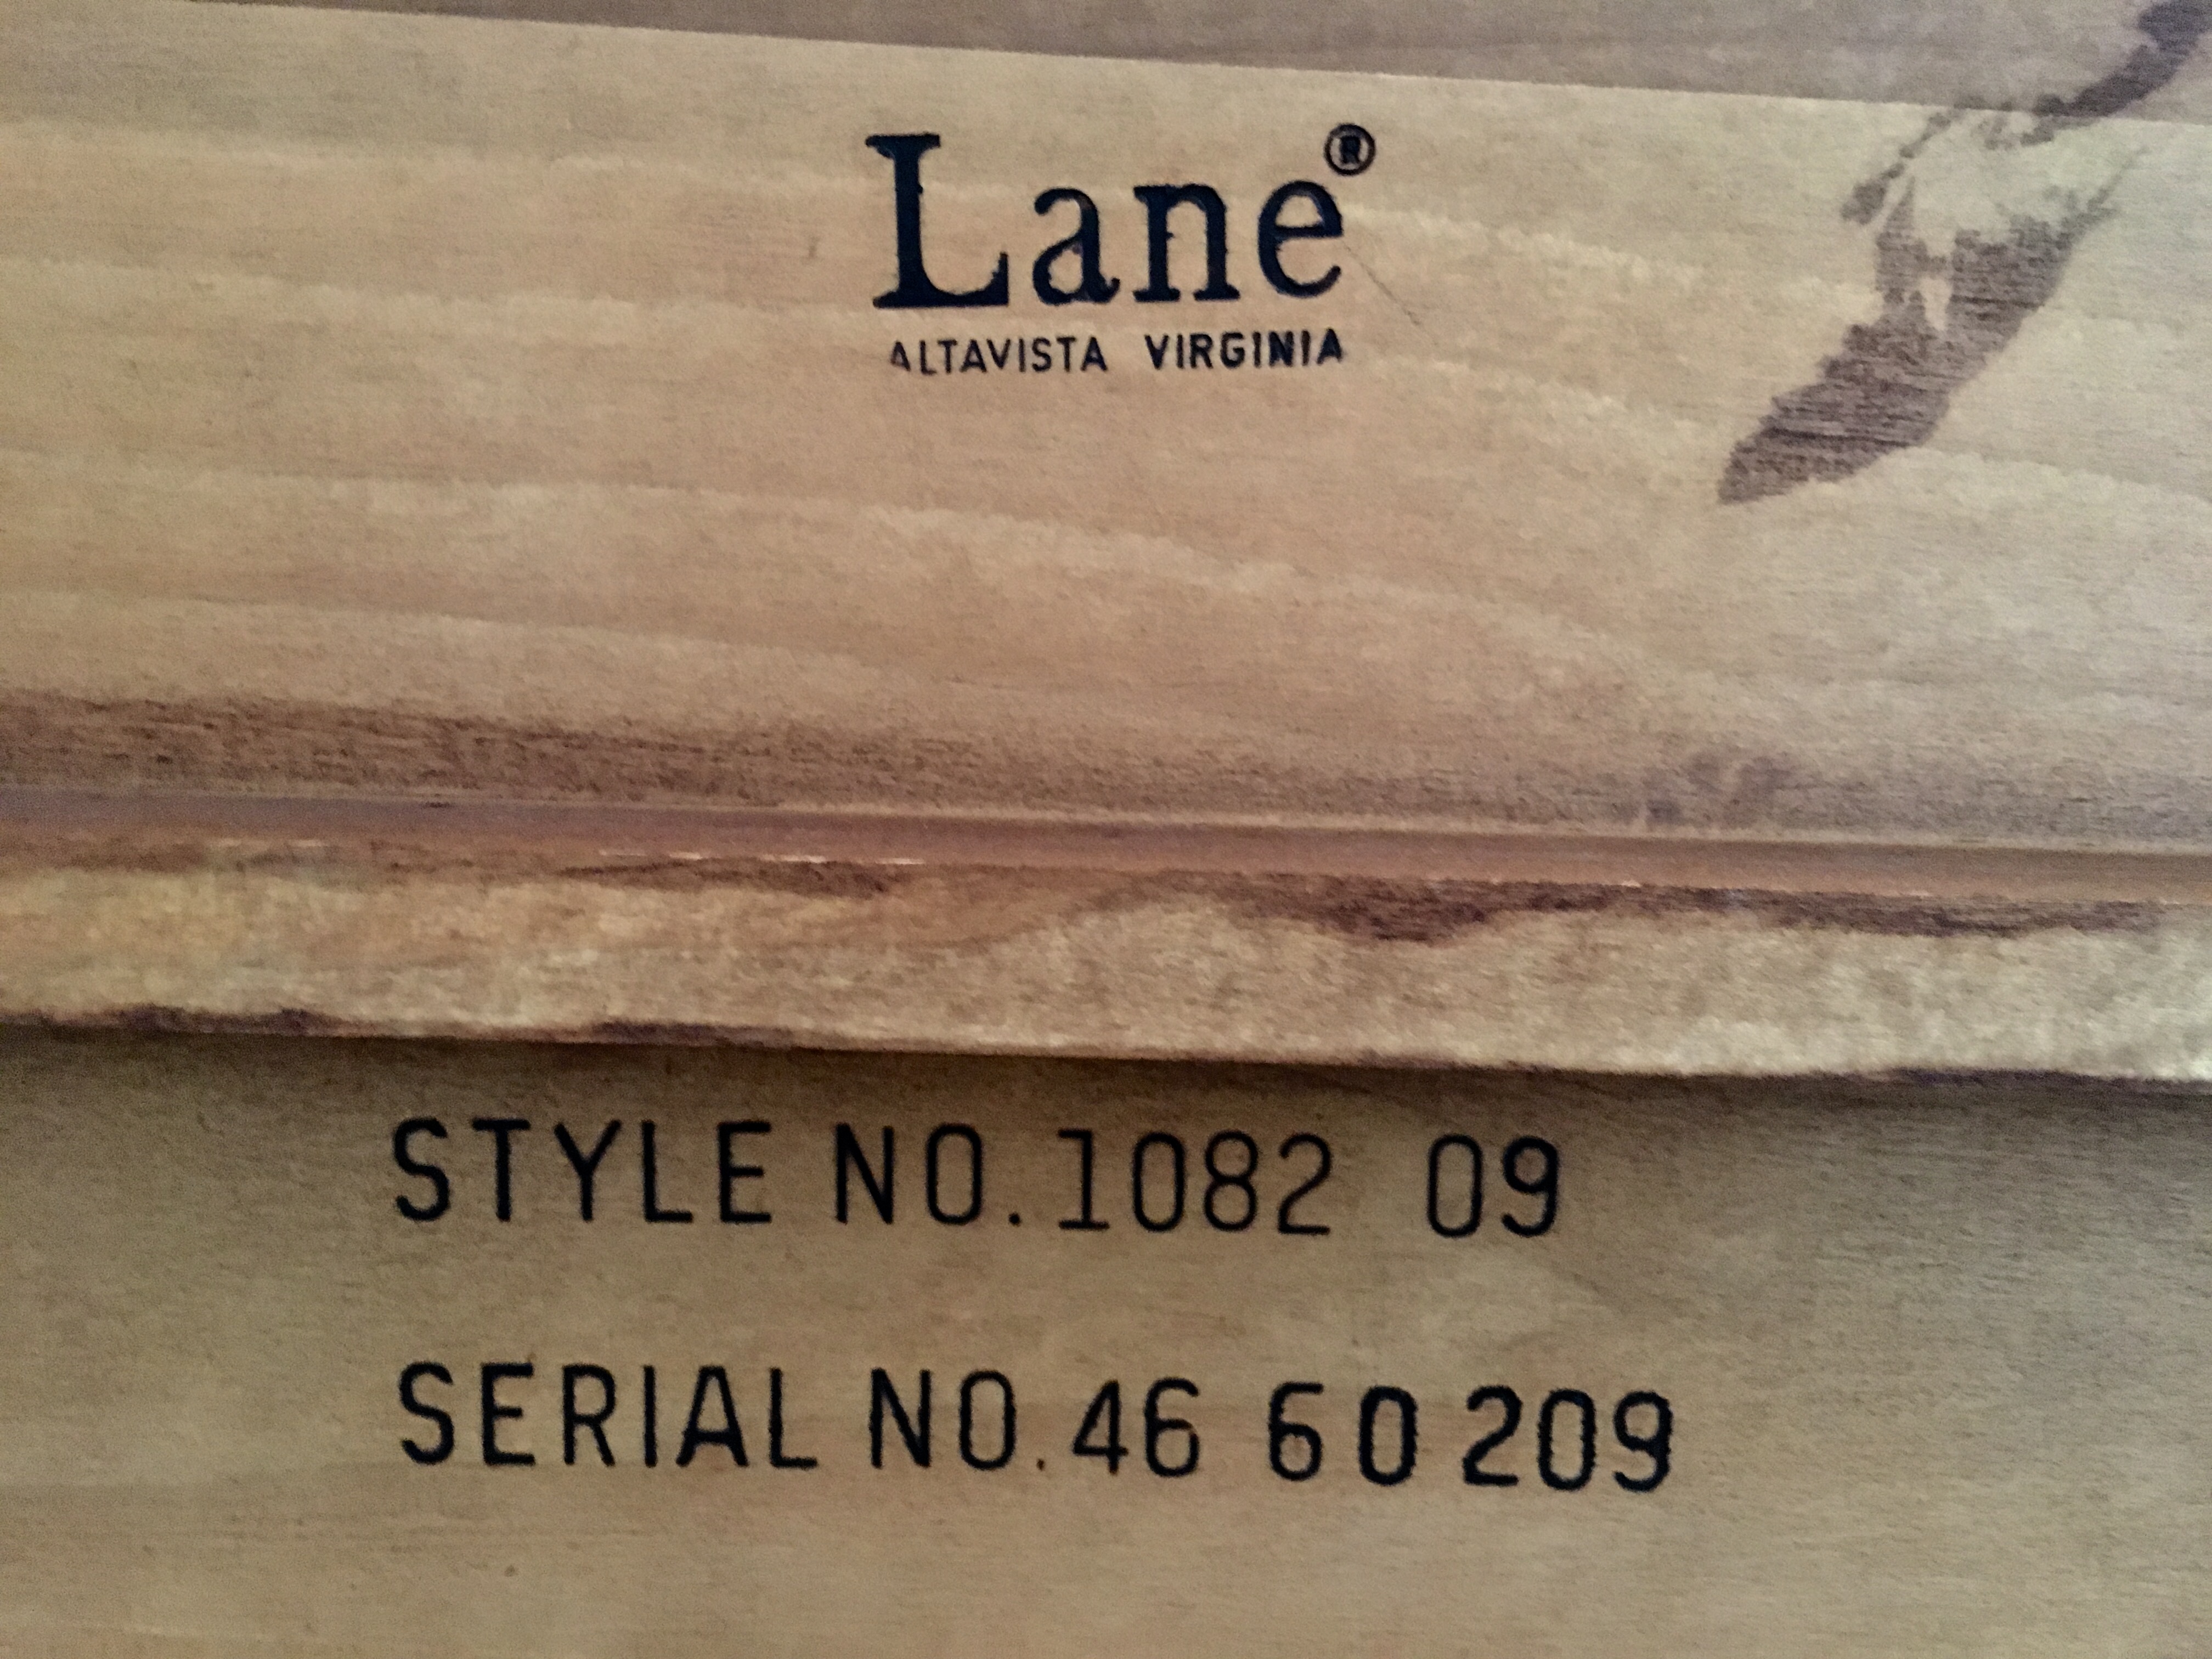 Lane®
ALTAVISTA VIRGINIA
STYLE NO. 1082 09
SERIAL NO. 46 60 209